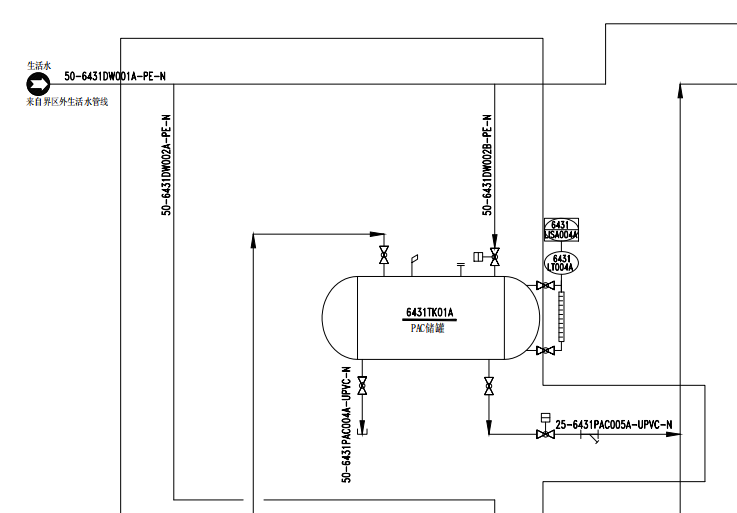 生活水
50-6431DW001A-PE-N
来自界区外生活水管线
50-6431DW002A-PE-N
50-6431DW002B-PE-N
6431
LISA004A
6431
LT004A
6431TK01A
PAC储罐
50-6431PAC004A-UPVC-N
25-6431PAC005A-UPVC-N